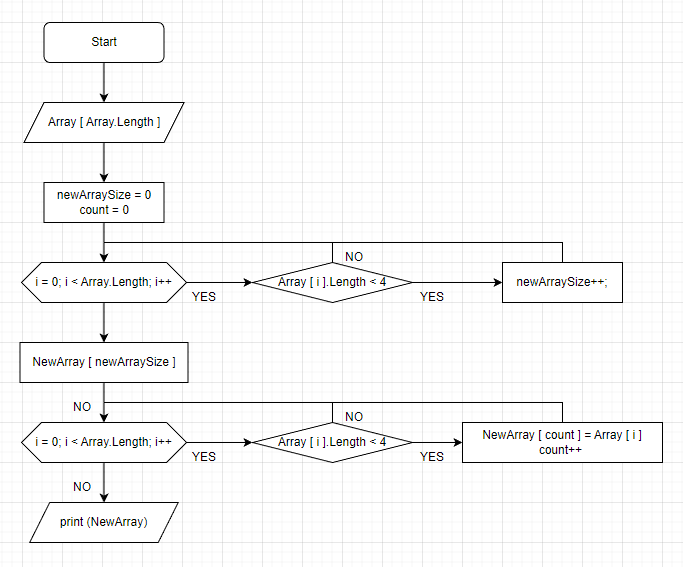 Start
Array [ Array.Length ]
newArraySize = 0
count = 0
NO
i = 0; i < Array.Length; i++
Array [ i ].Length < 4
newArraySize++;
YES
YES
NewArray [ newArraySize ]
NO
NO
i = 0; i < Array.Length; i++
Array [ i ].Length < 4
NewArray [ count ] = Array [ i ]
count++
YES
YES
NO
print (NewArray)